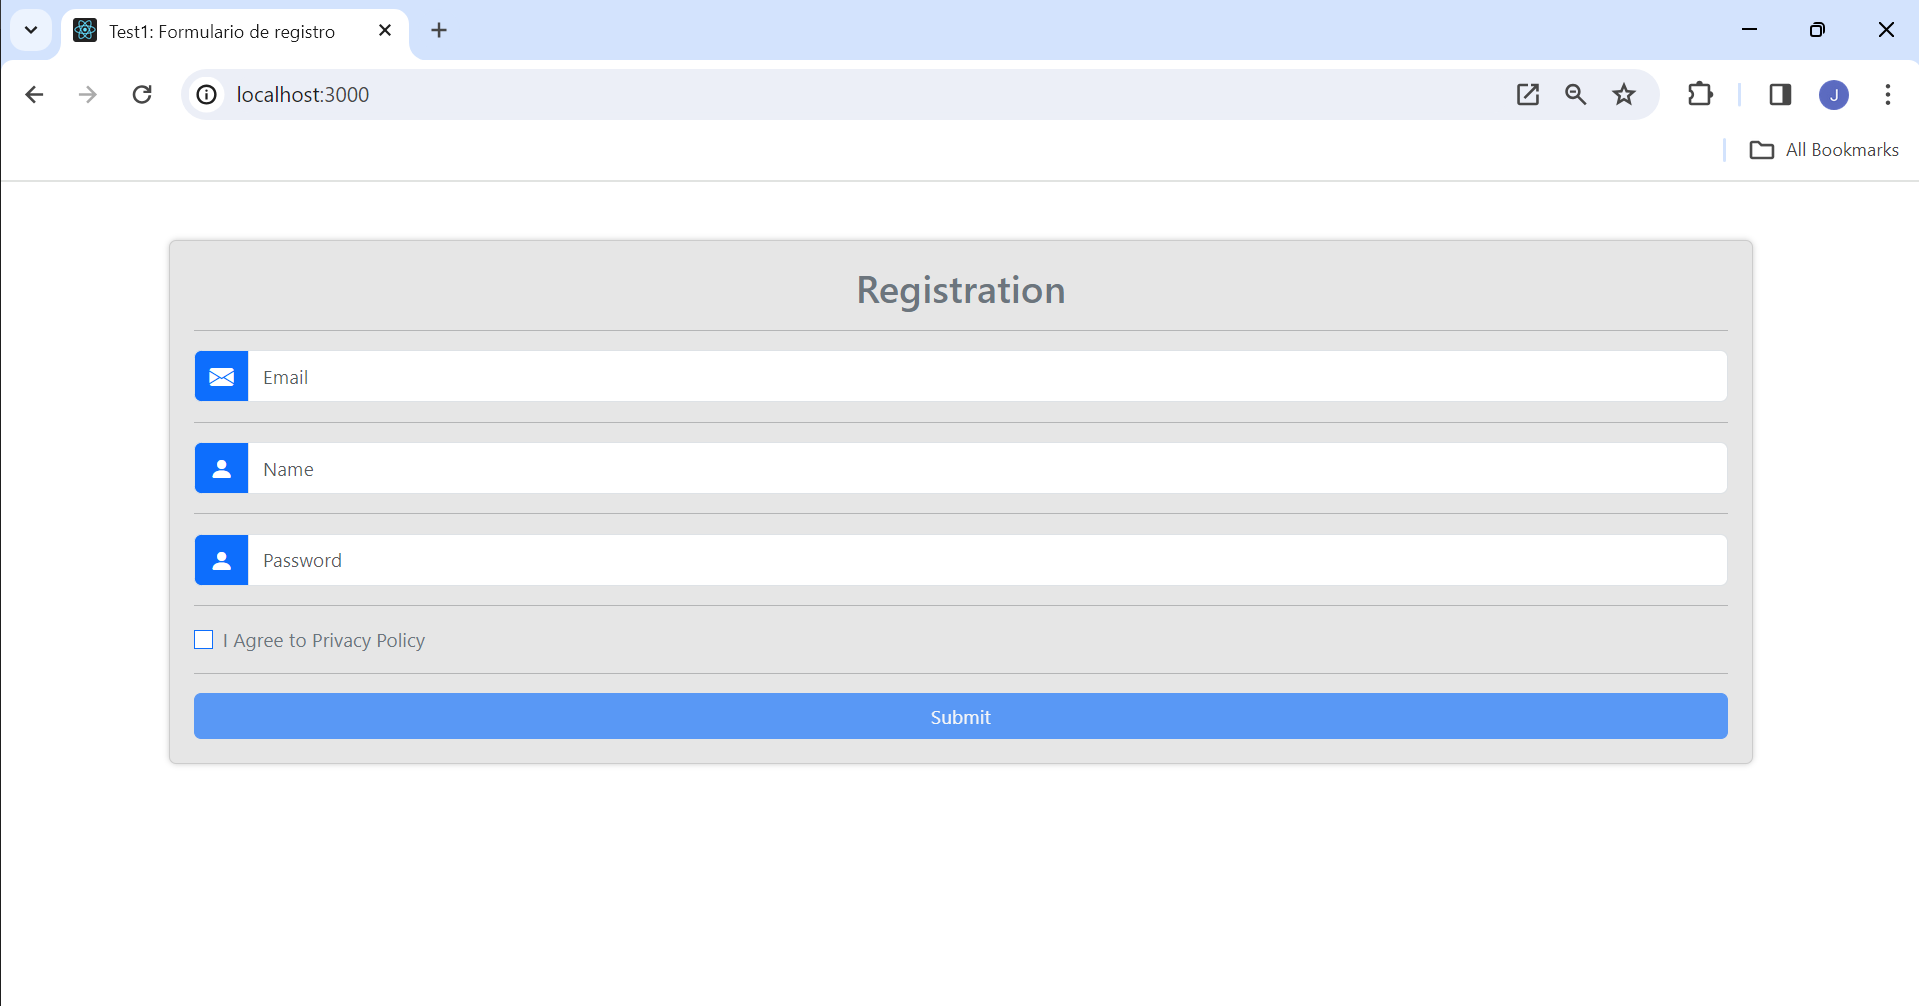 Test1: Formulario de registro
localhost:3000
J
All Bookmarks
Registration
Email
Name
Password
I Agree to Privacy Policy
Submit